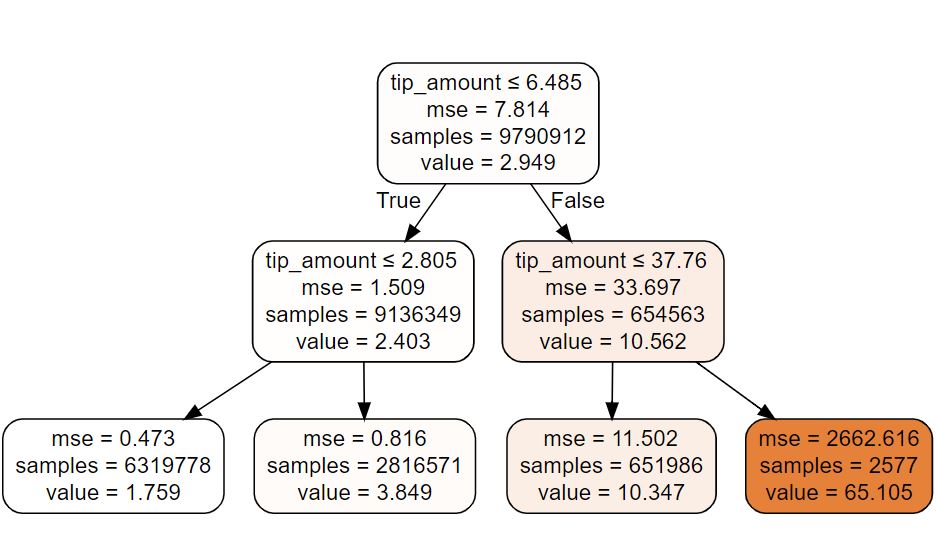 tip_amount ≤ 6.485
mse = 7.814
samples = 9790912
value = 2.949
True
False
tip_amount ≤ 2.805
mse = 1.509
samples = 9136349
value = 2.403
tip_amount ≤ 37.76
mse = 33.697
samples = 654563
value = 10.562
mse = 0.473
samples = 6319778
value = 1.759
mse = 0.816
samples = 2816571
value = 3.849
mse = 11.502
samples = 651986
value = 10.347
mse = 2662.616
samples = 2577
value = 65.105